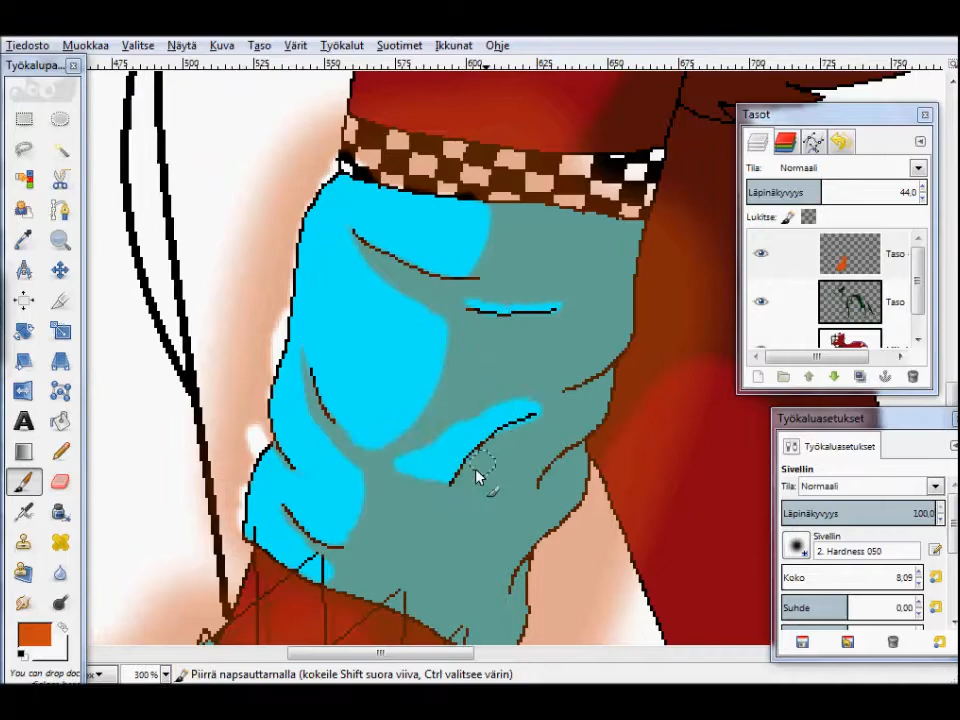 Tiedosto Muokkaa Valitse Näytä Kuva Taso Värit Työkalut Suotimet Ikkunat Ohje
Työkalupa...
475 500 525 550 575 600 625 650 700 750
Tasot
Tila: Normaali
Läpinäkyvyys 44,0
Lukitse:
Taso
Taso
Työkaluasetukset
Työkaluasetukset
Sivellin
Tila: Normaali
Läpinäkyvyys 100,0
Sivellin
2. Hardness 050
Koko 8,09
Suhde 0,00
You can drop doc
300 % Piirrä napsauttamalla (kokeile Shift suora viiva, Ctrl valitsee värin)